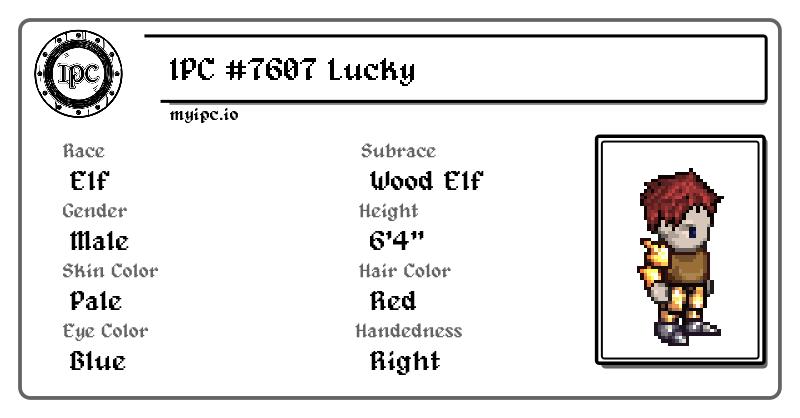 IPC
IPC #7607 Lucky
myipc.io
Race
Elf
Subrace
Wood Elf
Gender
Male
Height
6'4"
Skin Color
Pale
Hair Color
Red
Eye Color
Blue
Handedness
Right